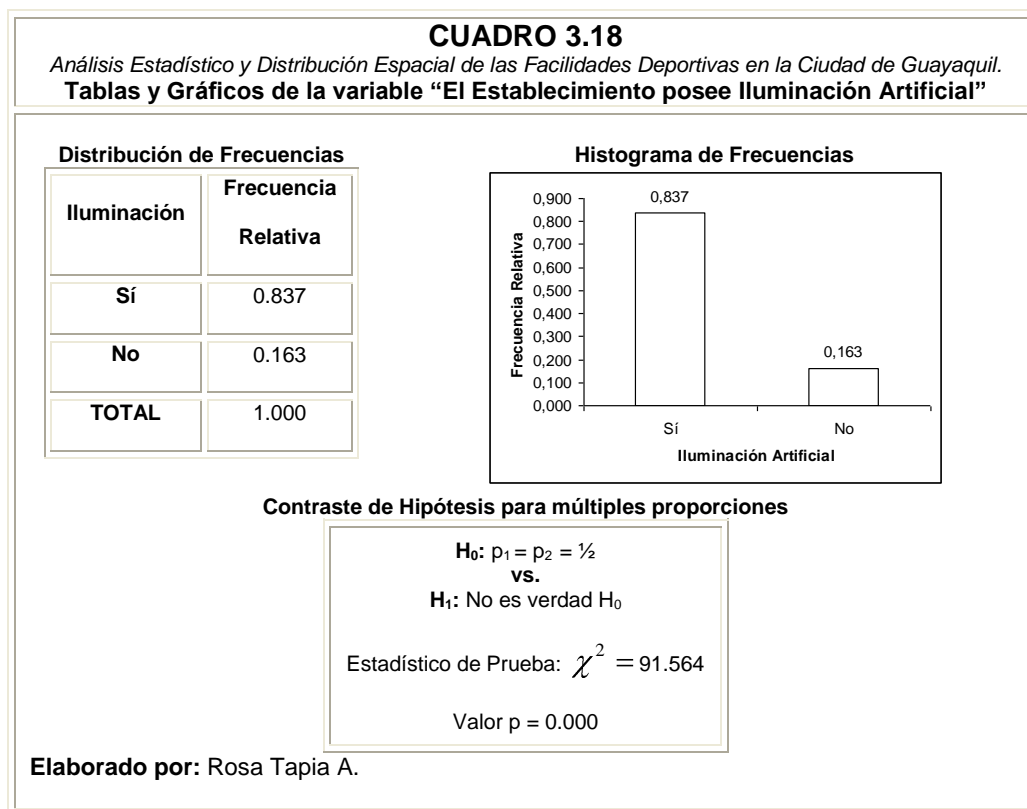 CUADRO 3.18
Análisis Estadístico y Distribución Espacial de las Facilidades Deportivas en la Ciudad de Guayaquil.
Tablas y Gráficos de la variable “El Establecimiento posee Iluminación Artificial”
Distribución de Frecuencias
Iluminación
Frecuencia
Relativa
Sí 0.837
No 0.163
TOTAL 1.000
Histograma de Frecuencias
Frecuencia Relativa
0,900
0,800
0,700
0,600
0,500
0,400
0,300
0,200
0,100
0,000
0,837
0,163
Sí No
Iluminación Artificial
Contraste de Hipótesis para múltiples proporciones
H₀: p₁ = p₂ = ½
vs.
H₁: No es verdad H₀
Estadístico de Prueba: χ² = 91.564
Valor p = 0.000
Elaborado por: Rosa Tapia A.